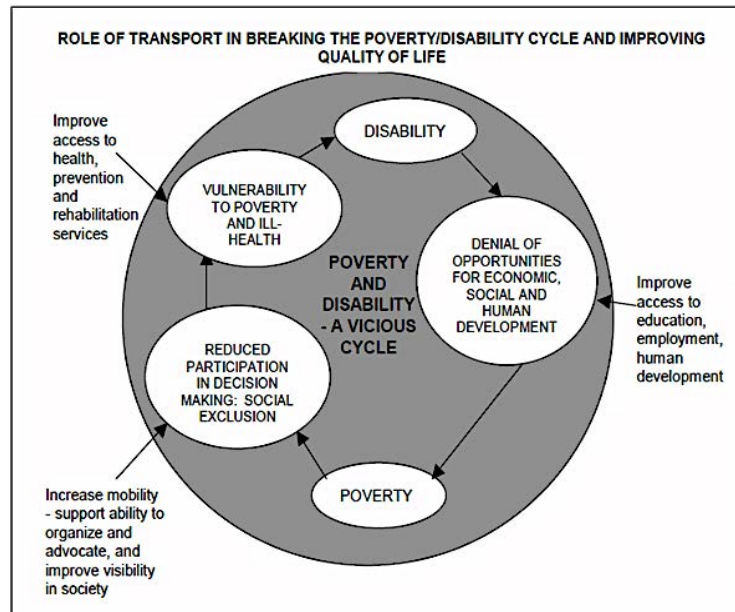 ROLE OF TRANSPORT IN BREAKING THE POVERTY/DISABILITY CYCLE AND IMPROVING
QUALITY OF LIFE
Improve
access to
health,
prevention
and
rehabilitation
services
DISABILITY
VULNERABILITY
TO POVERTY
AND ILL-
HEALTH
DENIAL OF
OPPORTUNITIES
FOR ECONOMIC,
SOCIAL AND
HUMAN
DEVELOPMENT
POVERTY
AND
DISABILITY
- A VICIOUS
CYCLE
Improve
access to
education,
employment,
human
development
REDUCED
PARTICIPATION
IN DECISION
MAKING: SOCIAL
EXCLUSION
POVERTY
Increase mobility
- support ability to
organize and
advocate, and
improve visibility
in society